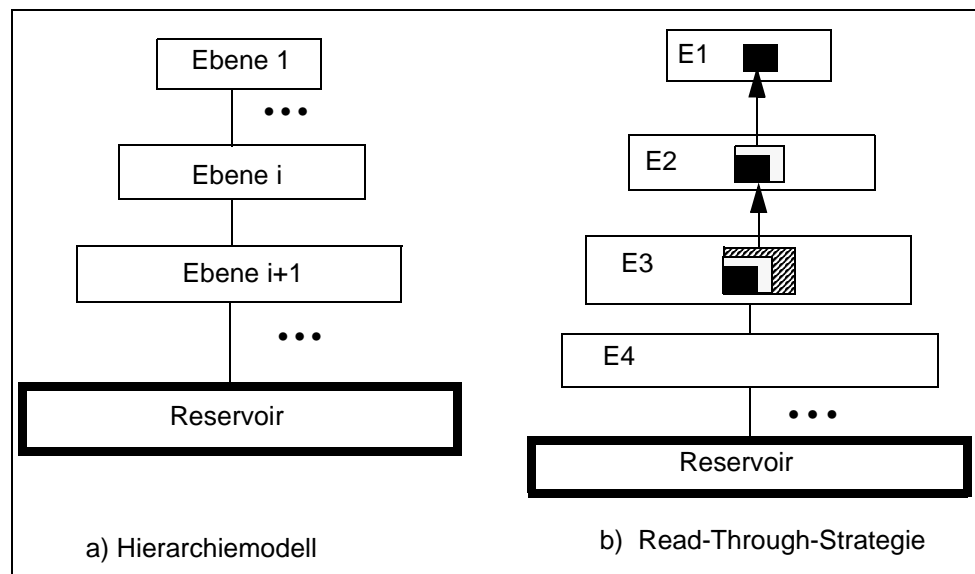 Ebene 1
•••
Ebene i
Ebene i+1
•••
Reservoir
a) Hierarchiemodell
E1
E2
E3
E4
•••
Reservoir
b) Read-Through-Strategie